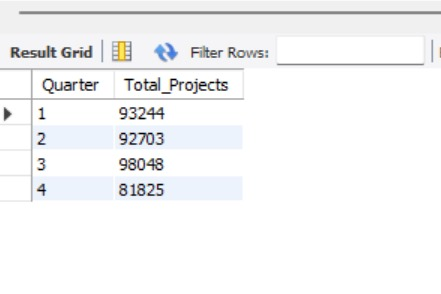 Result Grid Filter Rows:
Quarter Total_Projects
1 93244
2 92703
3 98048
4 81825